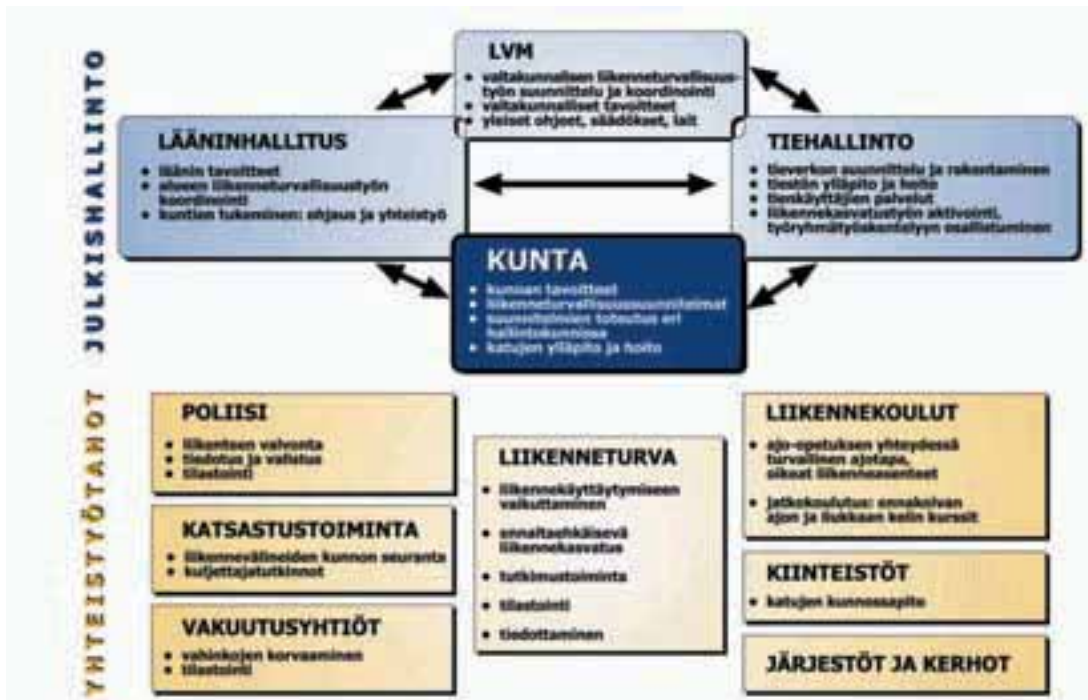 JULKISHALLINTO
LVM
• valtakunnallisen liikenneturvallisuus-
työn suunnittelu ja koordinointi
• valtakunnalliset tavoitteet
• yleiset ohjeet, säädökset, lait
LÄÄNINHALLITUS
• läänin tavoitteet
• alueen liikenneturvallisuustyön
koordinointi
• kuntien tukeminen: ohjaus ja yhteistyö
TIEHALLINTO
• tieverkon suunnittelu ja rakentaminen
• tiestön ylläpito ja hoito
• tienkäyttäjien palvelut
• liikennekasvatustyön aktivointi,
työryhmätyöskentelyyn osallistuminen
KUNTA
• kunnan tavoitteet
• liikenneturvallisuussuunnitelmat
• suunnitelmien toteutus eri
hallintokunnissa
• katujen ylläpito ja hoito
YHTEISTYÖTAHOT
POLIISI
• liikenteen valvonta
• tiedotus ja valistus
• tilastointi
KATSASTUSTOIMINTA
• liikennevälineiden kunnon seuranta
• kuljettajatutkinnot
VAKUUTUSYHTIÖT
• vahinkojen korvaaminen
• tilastointi
LIIKENNETURVA
• liikennekäyttäytymiseen
vaikuttaminen
• ennaltaehkäisevä
liikennekasvatus
• tutkimustoiminta
• tilastointi
• tiedottaminen
LIIKENNEKOULUT
• ajo-opetuksen yhteydessä
turvallinen ajotapa,
oikeat liikenneasenteet
• jatkokoulutus: ennakoivan
ajon ja liukkaan kelin kurssit
KIINTEISTÖT
• katujen kunnossapito
JÄRJESTÖT JA KERHOT